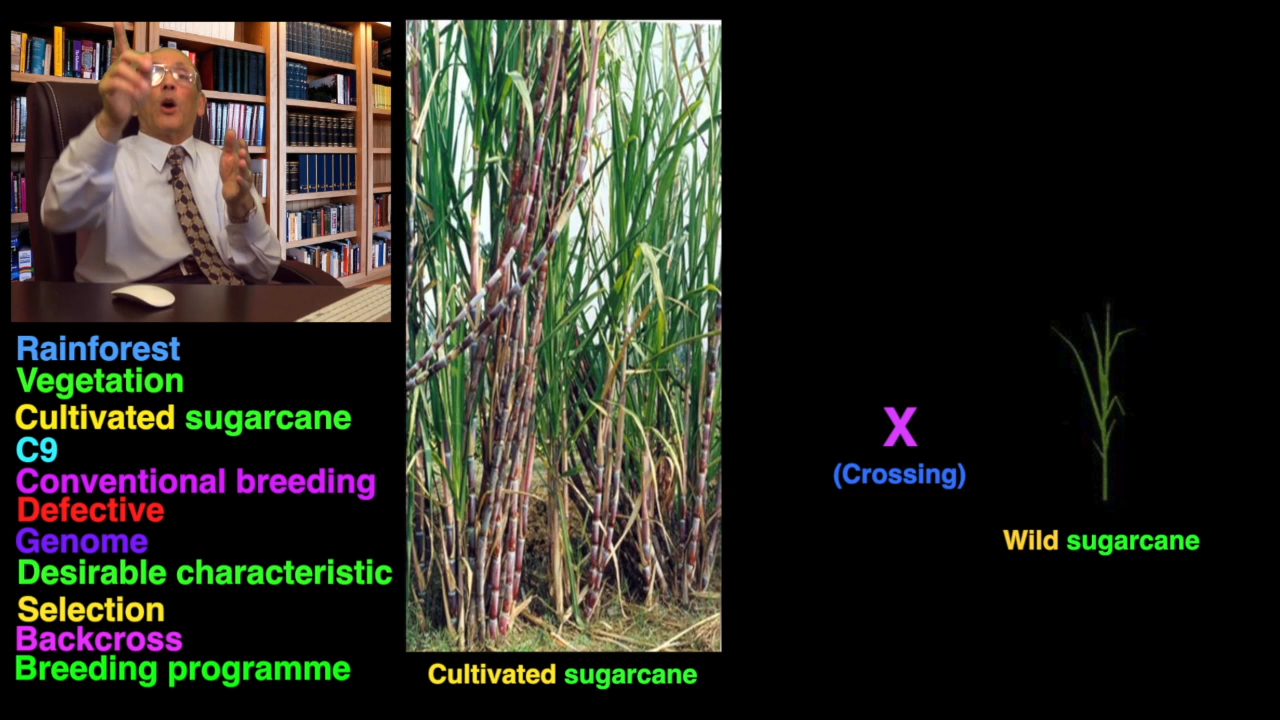 Rainforest
Vegetation
Cultivated sugarcane
C9
Conventional breeding
Defective
Genome
Desirable characteristic
Selection
Backcross
Breeding programme
Cultivated sugarcane
X
(Crossing)
Wild sugarcane